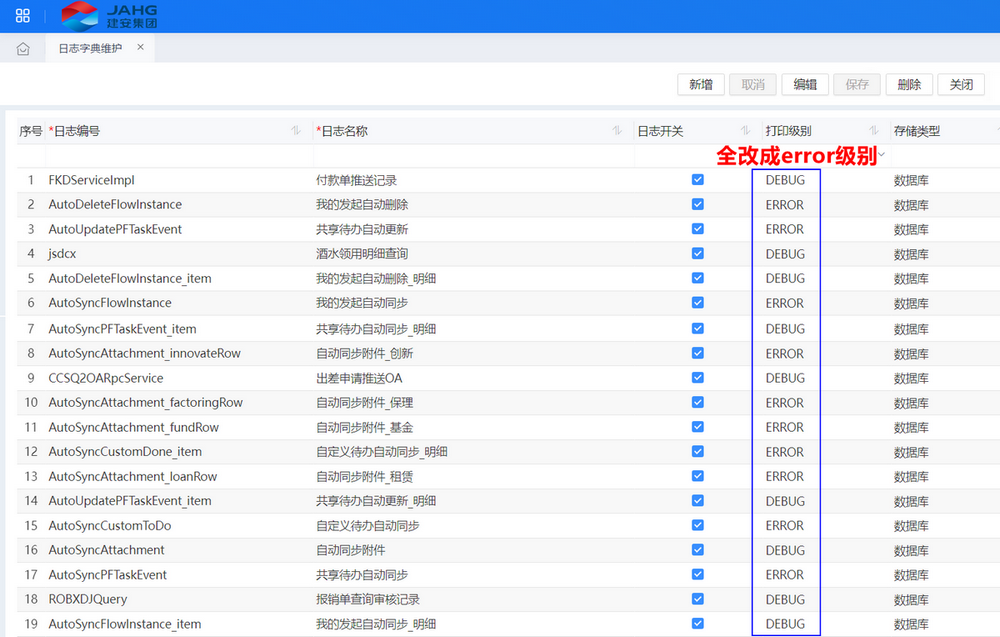 JAHG
建安集团
日志字典维护 ×
新增 取消 编辑 保存 删除 关闭
序号 *日志编号 *日志名称 日志开关 打印级别 存储类型
全改成error级别
1 FKDServiceImpl 付款单推送记录 DEBUG 数据库
2 AutoDeleteFlowInstance 我的发起自动删除 ERROR 数据库
3 AutoUpdatePFTaskEvent 共享待办自动更新 ERROR 数据库
4 jsdcx 酒水领用明细查询 DEBUG 数据库
5 AutoDeleteFlowInstance_item 我的发起自动删除_明细 DEBUG 数据库
6 AutoSyncFlowInstance 我的发起自动同步 ERROR 数据库
7 AutoSyncPFTaskEvent_item 共享待办自动同步_明细 DEBUG 数据库
8 AutoSyncAttachment_innovateRow 自动同步附件_创新 ERROR 数据库
9 CCSQ2OARpcService 出差申请推送OA DEBUG 数据库
10 AutoSyncAttachment_factoringRow 自动同步附件_保理 ERROR 数据库
11 AutoSyncAttachment_fundRow 自动同步附件_基金 ERROR 数据库
12 AutoSyncCustomDone_item 自定义待办自动同步_明细 ERROR 数据库
13 AutoSyncAttachment_loanRow 自动同步附件_租赁 ERROR 数据库
14 AutoUpdatePFTaskEvent_item 共享待办自动更新_明细 DEBUG 数据库
15 AutoSyncCustomToDo 自定义待办自动同步 ERROR 数据库
16 AutoSyncAttachment 自动同步附件 DEBUG 数据库
17 AutoSyncPFTaskEvent 共享待办自动同步 ERROR 数据库
18 ROBXDJQuery 报销单查询审核记录 DEBUG 数据库
19 AutoSyncFlowInstance_item 我的发起自动同步_明细 DEBUG 数据库